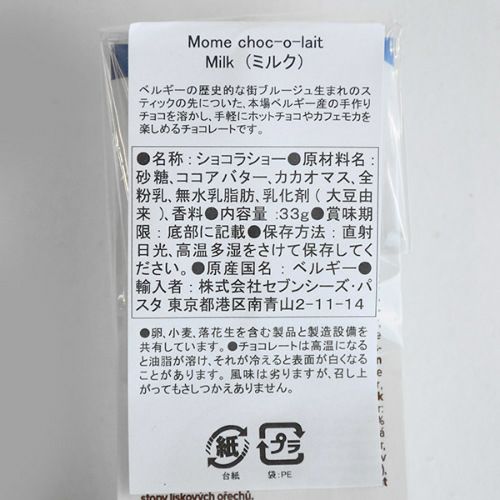 Mome choc-o-lait
Milk（ミルク）
ベルギーの歴史的な街ブルージュ生まれのス
ティックの先についた、本場ベルギー産の手作り
チョコを溶かし、手軽にホットチョコやカフェモカを
楽しめるチョコレートです。
●名称：ショコラショー●原材料名：
砂糖、ココアバター、カカオマス、全
粉乳、無水乳脂肪、乳化剤（大豆由
来）、香料●内容量：33g●賞味期
限：底部に記載●保存方法：直射
日光、高温多湿をさけて保存してく
ださい。●原産国名：ベルギー●
輸入者：株式会社セブンシーズ・パ
スタ 東京都港区南青山2-11-14
●卵、小麦、落花生を含む製品と製造設備を
共有しています。●チョコレートは高温になる
と油脂が溶け、それが冷えると表面が白くなる
ことがあります。風味は劣りますが、召し上
がってもさしつかえありません。
紙 プラ
台紙 袋：PE
stopy lískových ořechů,